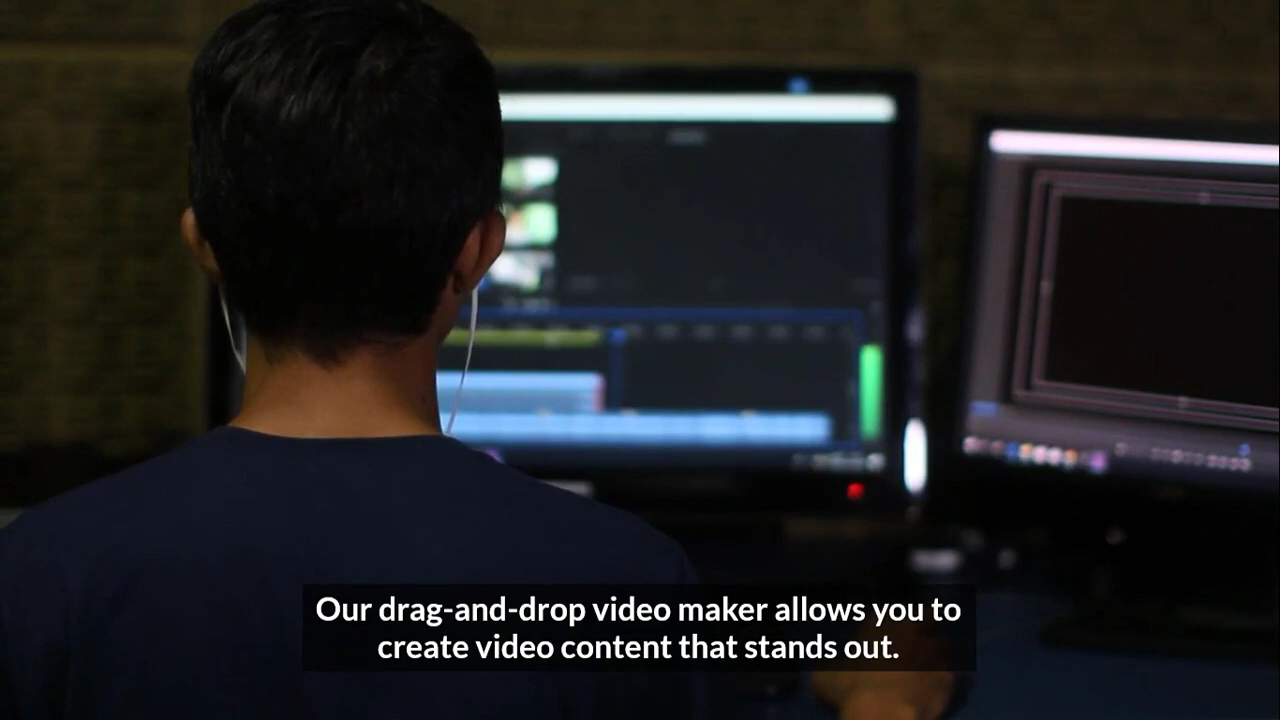 Our drag-and-drop video maker allows you to
create video content that stands out.